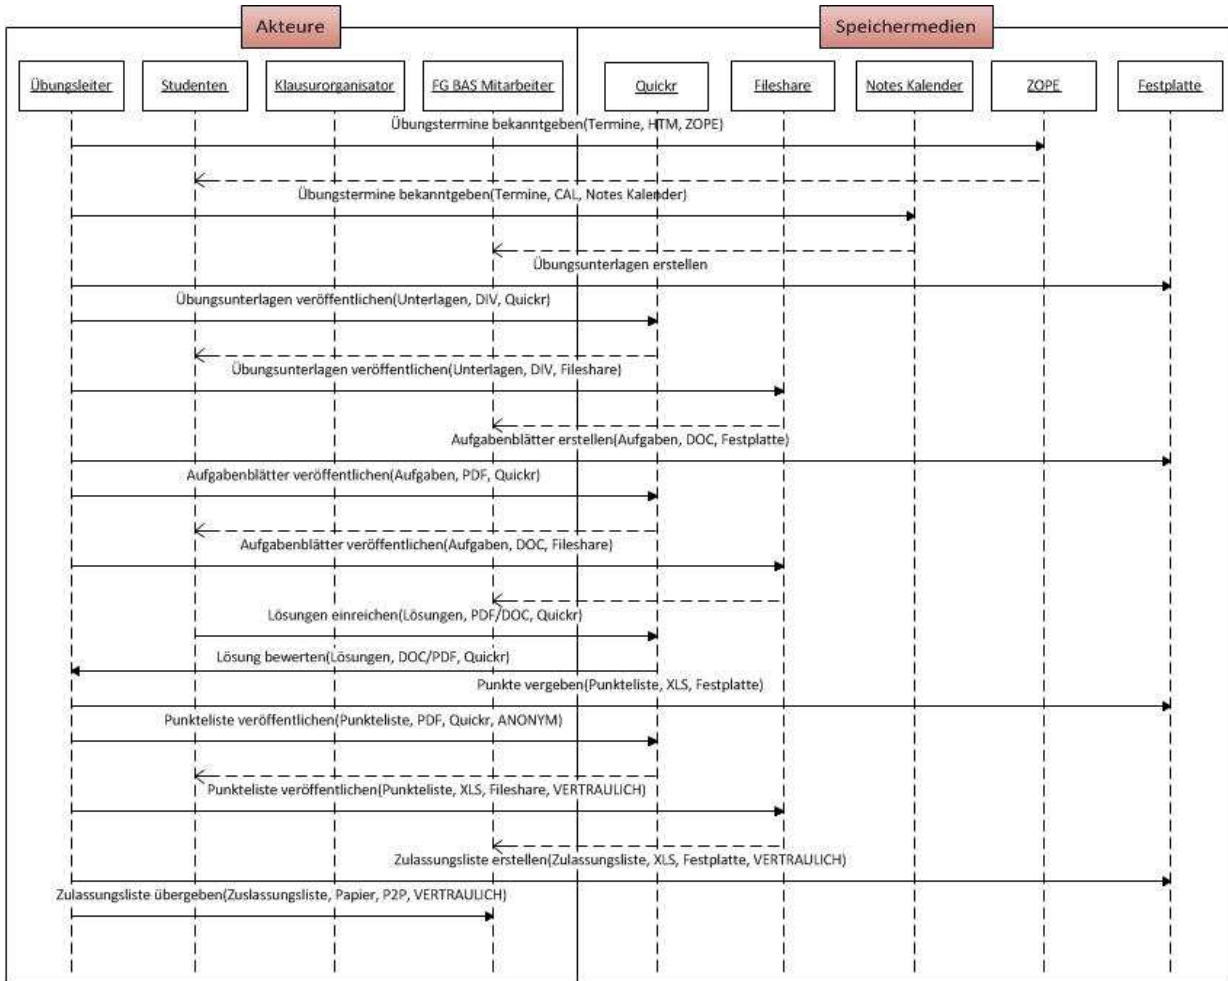 Akteure
Speichermedien
Übungsleiter
Studenten
Klausurorganisator
FG BAS Mitarbeiter
Quickr
Fileshare
Notes Kalender
ZOPE
Festplatte
Übungstermine bekanntgeben(Termine, HTM, ZOPE)
Übungstermine bekanntgeben(Termine, CAL, Notes Kalender)
Übungsunterlagen erstellen
Übungsunterlagen veröffentlichen(Unterlagen, DIV, Quickr)
Übungsunterlagen veröffentlichen(Unterlagen, DIV, Fileshare)
Aufgabenblätter erstellen(Aufgaben, DOC, Festplatte)
Aufgabenblätter veröffentlichen(Aufgaben, PDF, Quickr)
Aufgabenblätter veröffentlichen(Aufgaben, DOC, Fileshare)
Lösungen einreichen(Lösungen, PDF/DOC, Quickr)
Lösung bewerten(Lösungen, DOC/PDF, Quickr)
Punkte vergeben(Punkteliste, XLS, Festplatte)
Punkteliste veröffentlichen(Punkteliste, PDF, Quickr, ANONYM)
Punkteliste veröffentlichen(Punkteliste, XLS, Fileshare, VERTRAULICH)
Zulassungsliste erstellen(Zulassungsliste, XLS, Festplatte, VERTRAULICH)
Zulassungsliste übergeben(Zuslassungsliste, Papier, P2P, VERTRAULICH)